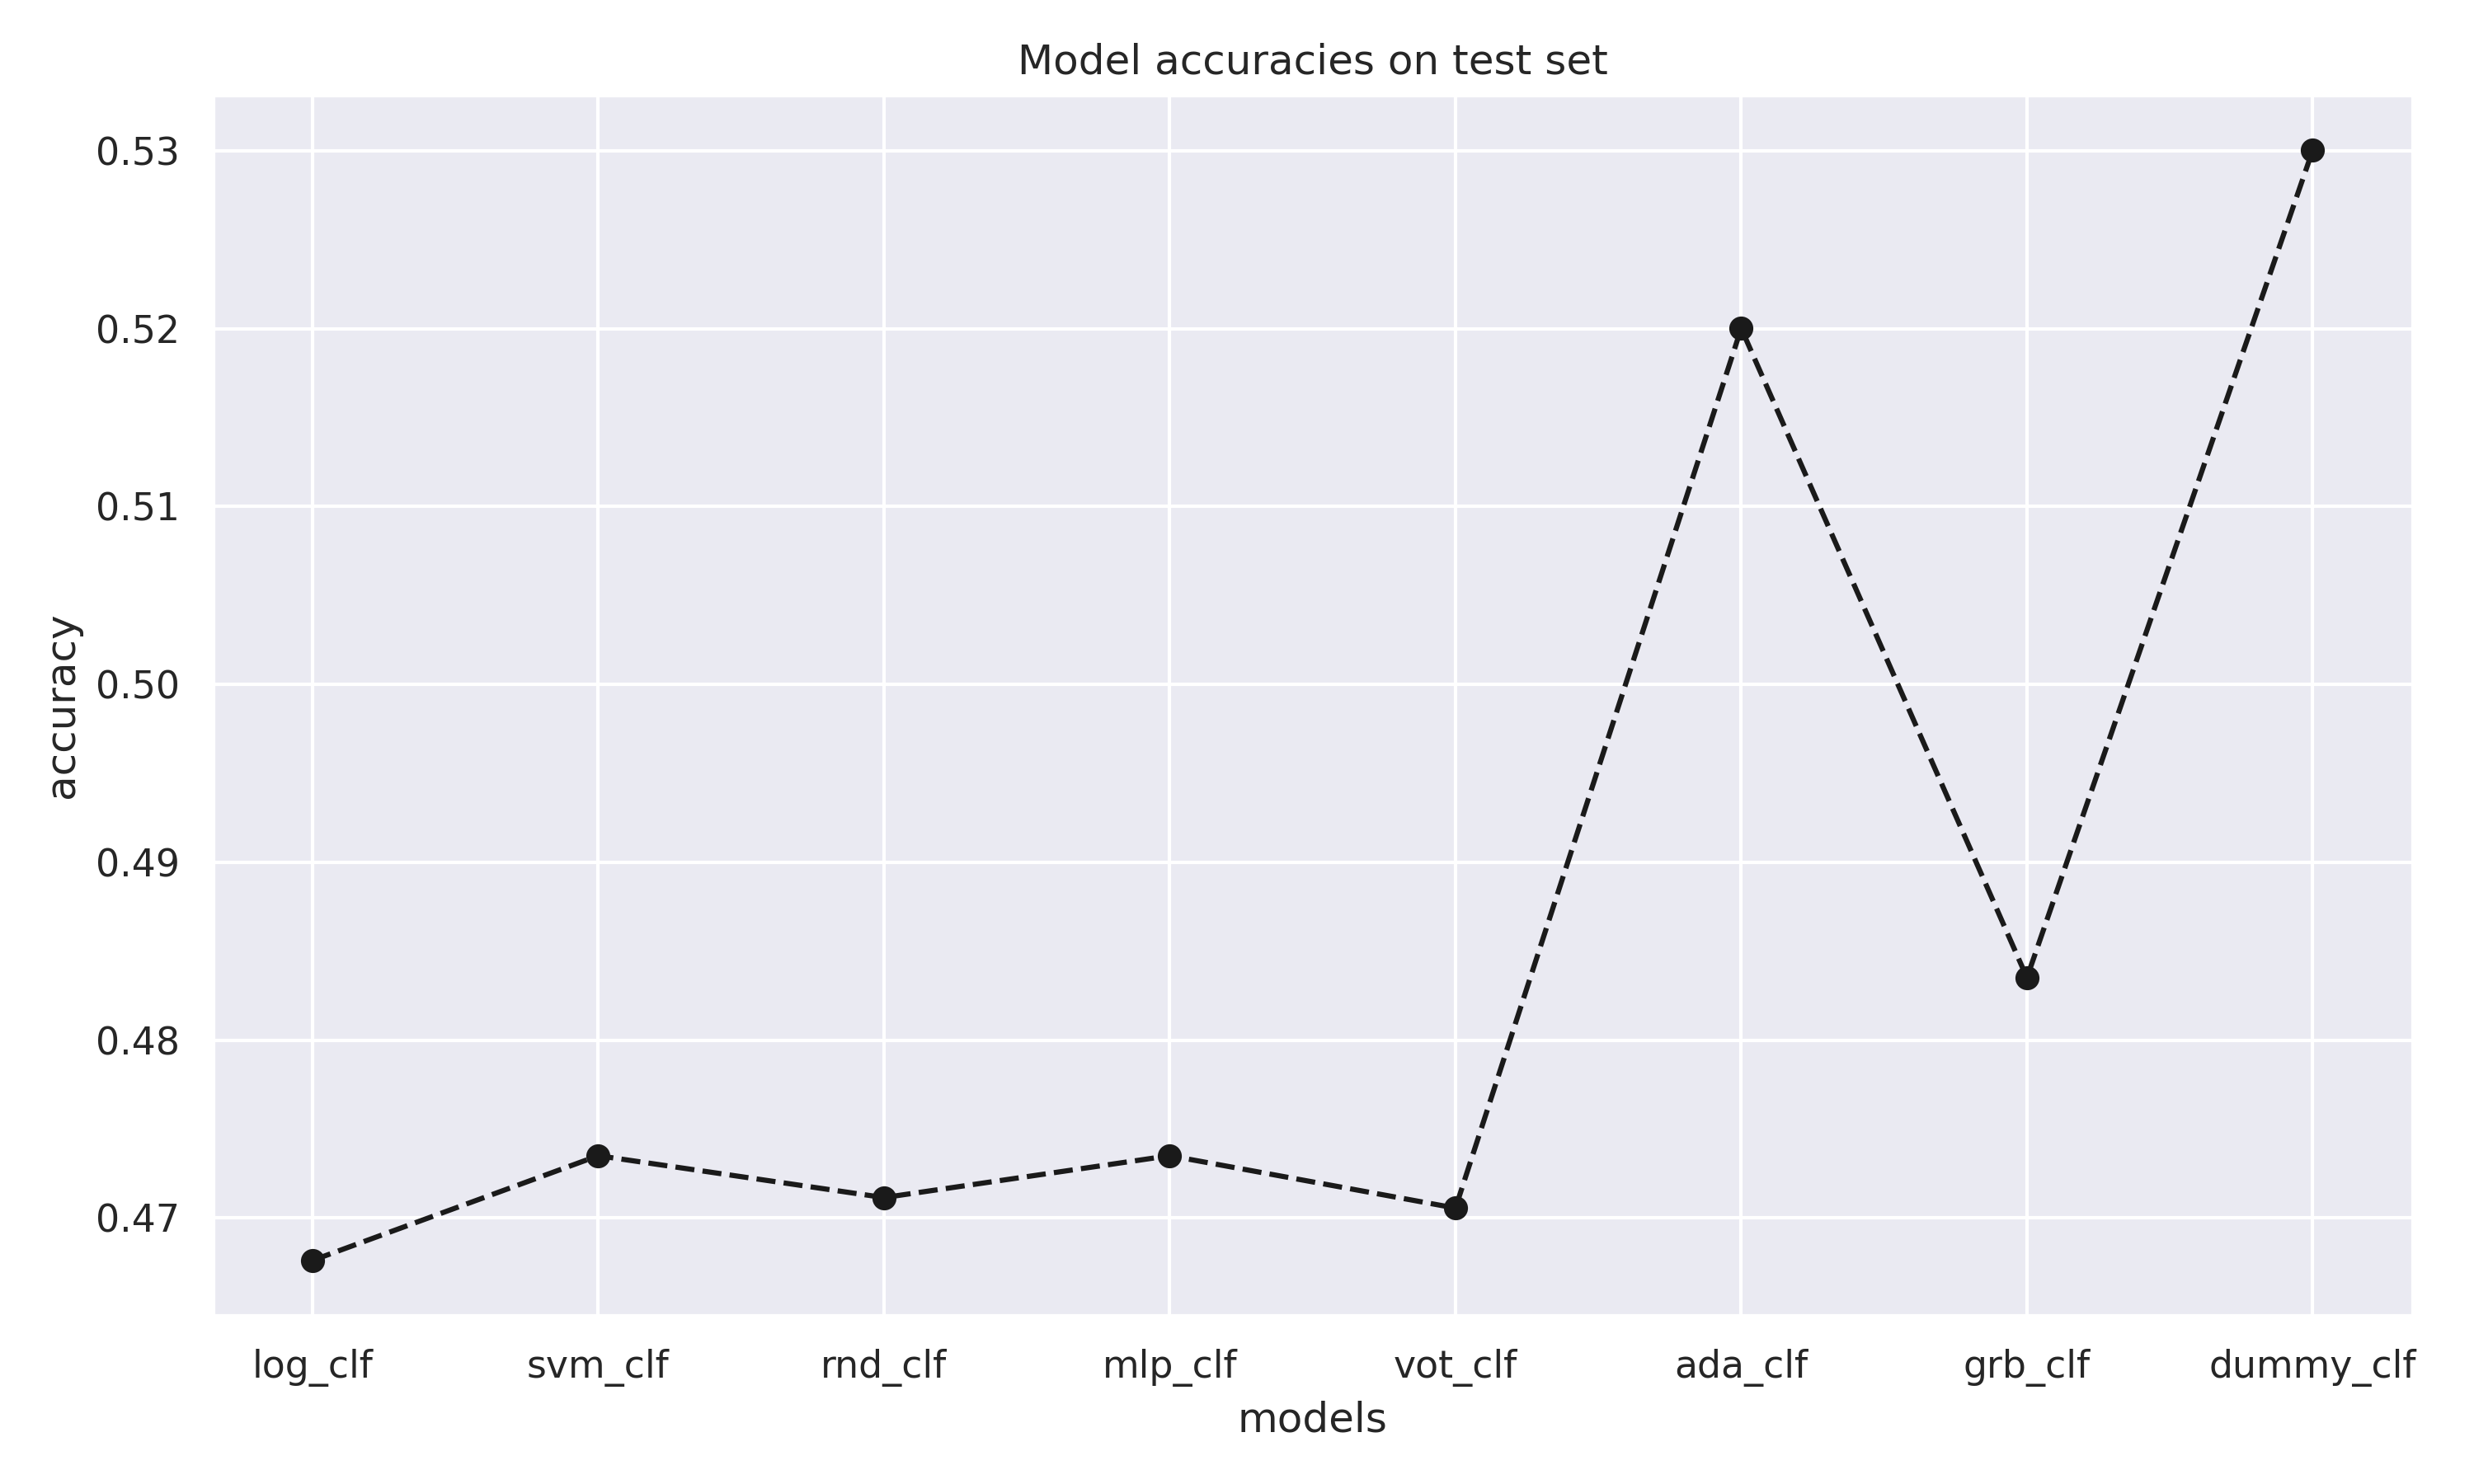 Model accuracies on test set
0.53
0.52
0.51
0.50
0.49
0.48
0.47
accuracy
log_clf svm_clf rnd_clf mlp_clf vot_clf ada_clf grb_clf dummy_clf
models